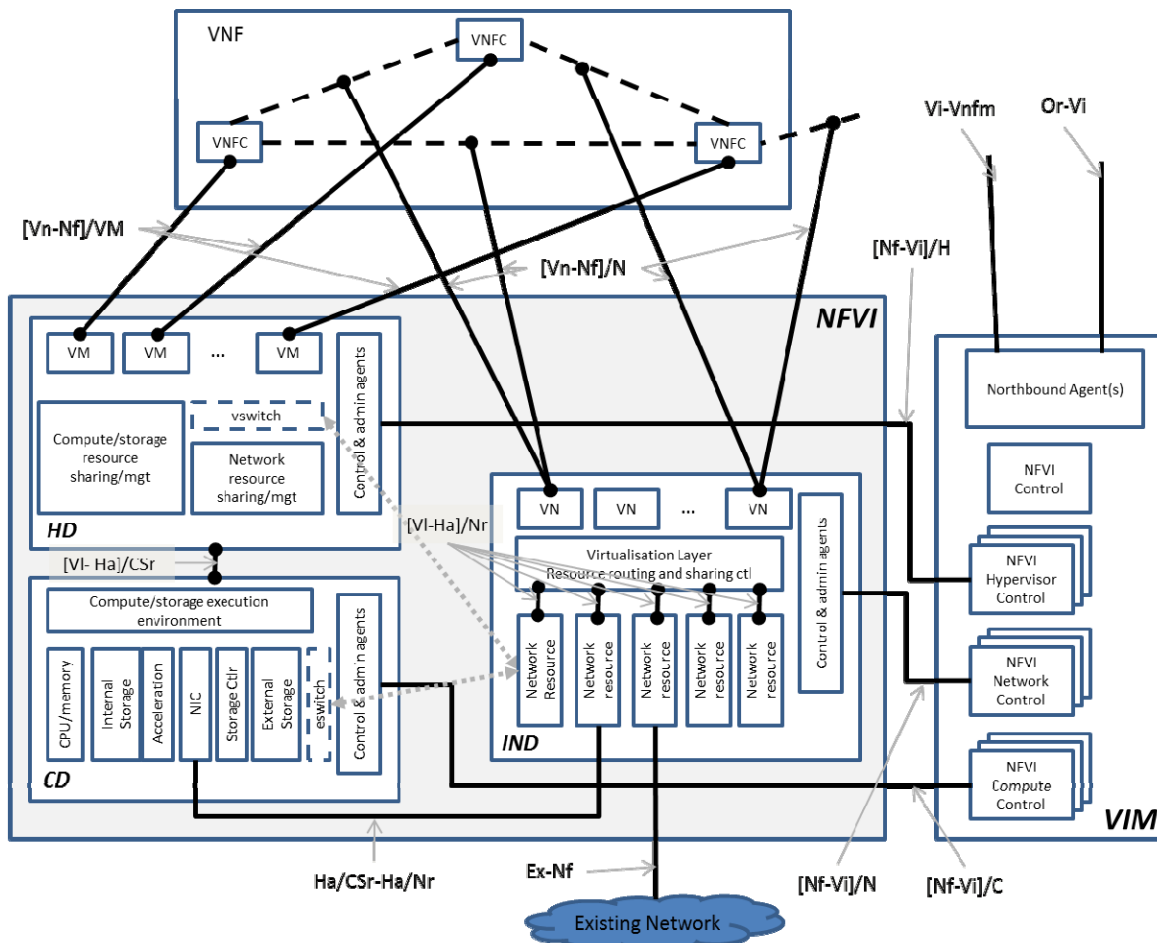 VNF
VNFC
VNFC
VNFC
Vi-Vnfm
Or-Vi
[Vn-Nf]/VM
[Vn-Nf]/N
[Nf-Vi]/H
NFVI
VM
VM
...
VM
Control & admin agents
vswitch
Compute/storage
resource
sharing/mgt
Network
resource
sharing/mgt
HD
[Vl- Ha]/CSr
[Vl-Ha]/Nr
VN
VN
...
VN
Control & admin agents
Virtualisation Layer
Resource routing and sharing ctl
Network
Resource
Network
resource
Network
resource
Network
resource
Network
resource
IND
Compute/storage execution
environment
Control & admin agents
CPU/memory
Internal
Storage
Acceleration
NIC
Storage Ctlr
External
Storage
eswitch
CD
Northbound Agent(s)
NFVI
Control
NFVI
Hypervisor
Control
NFVI
Network
Control
NFVI
Compute
Control
VIM
Ha/CSr-Ha/Nr
Ex-Nf
[Nf-Vi]/N
[Nf-Vi]/C
Existing Network